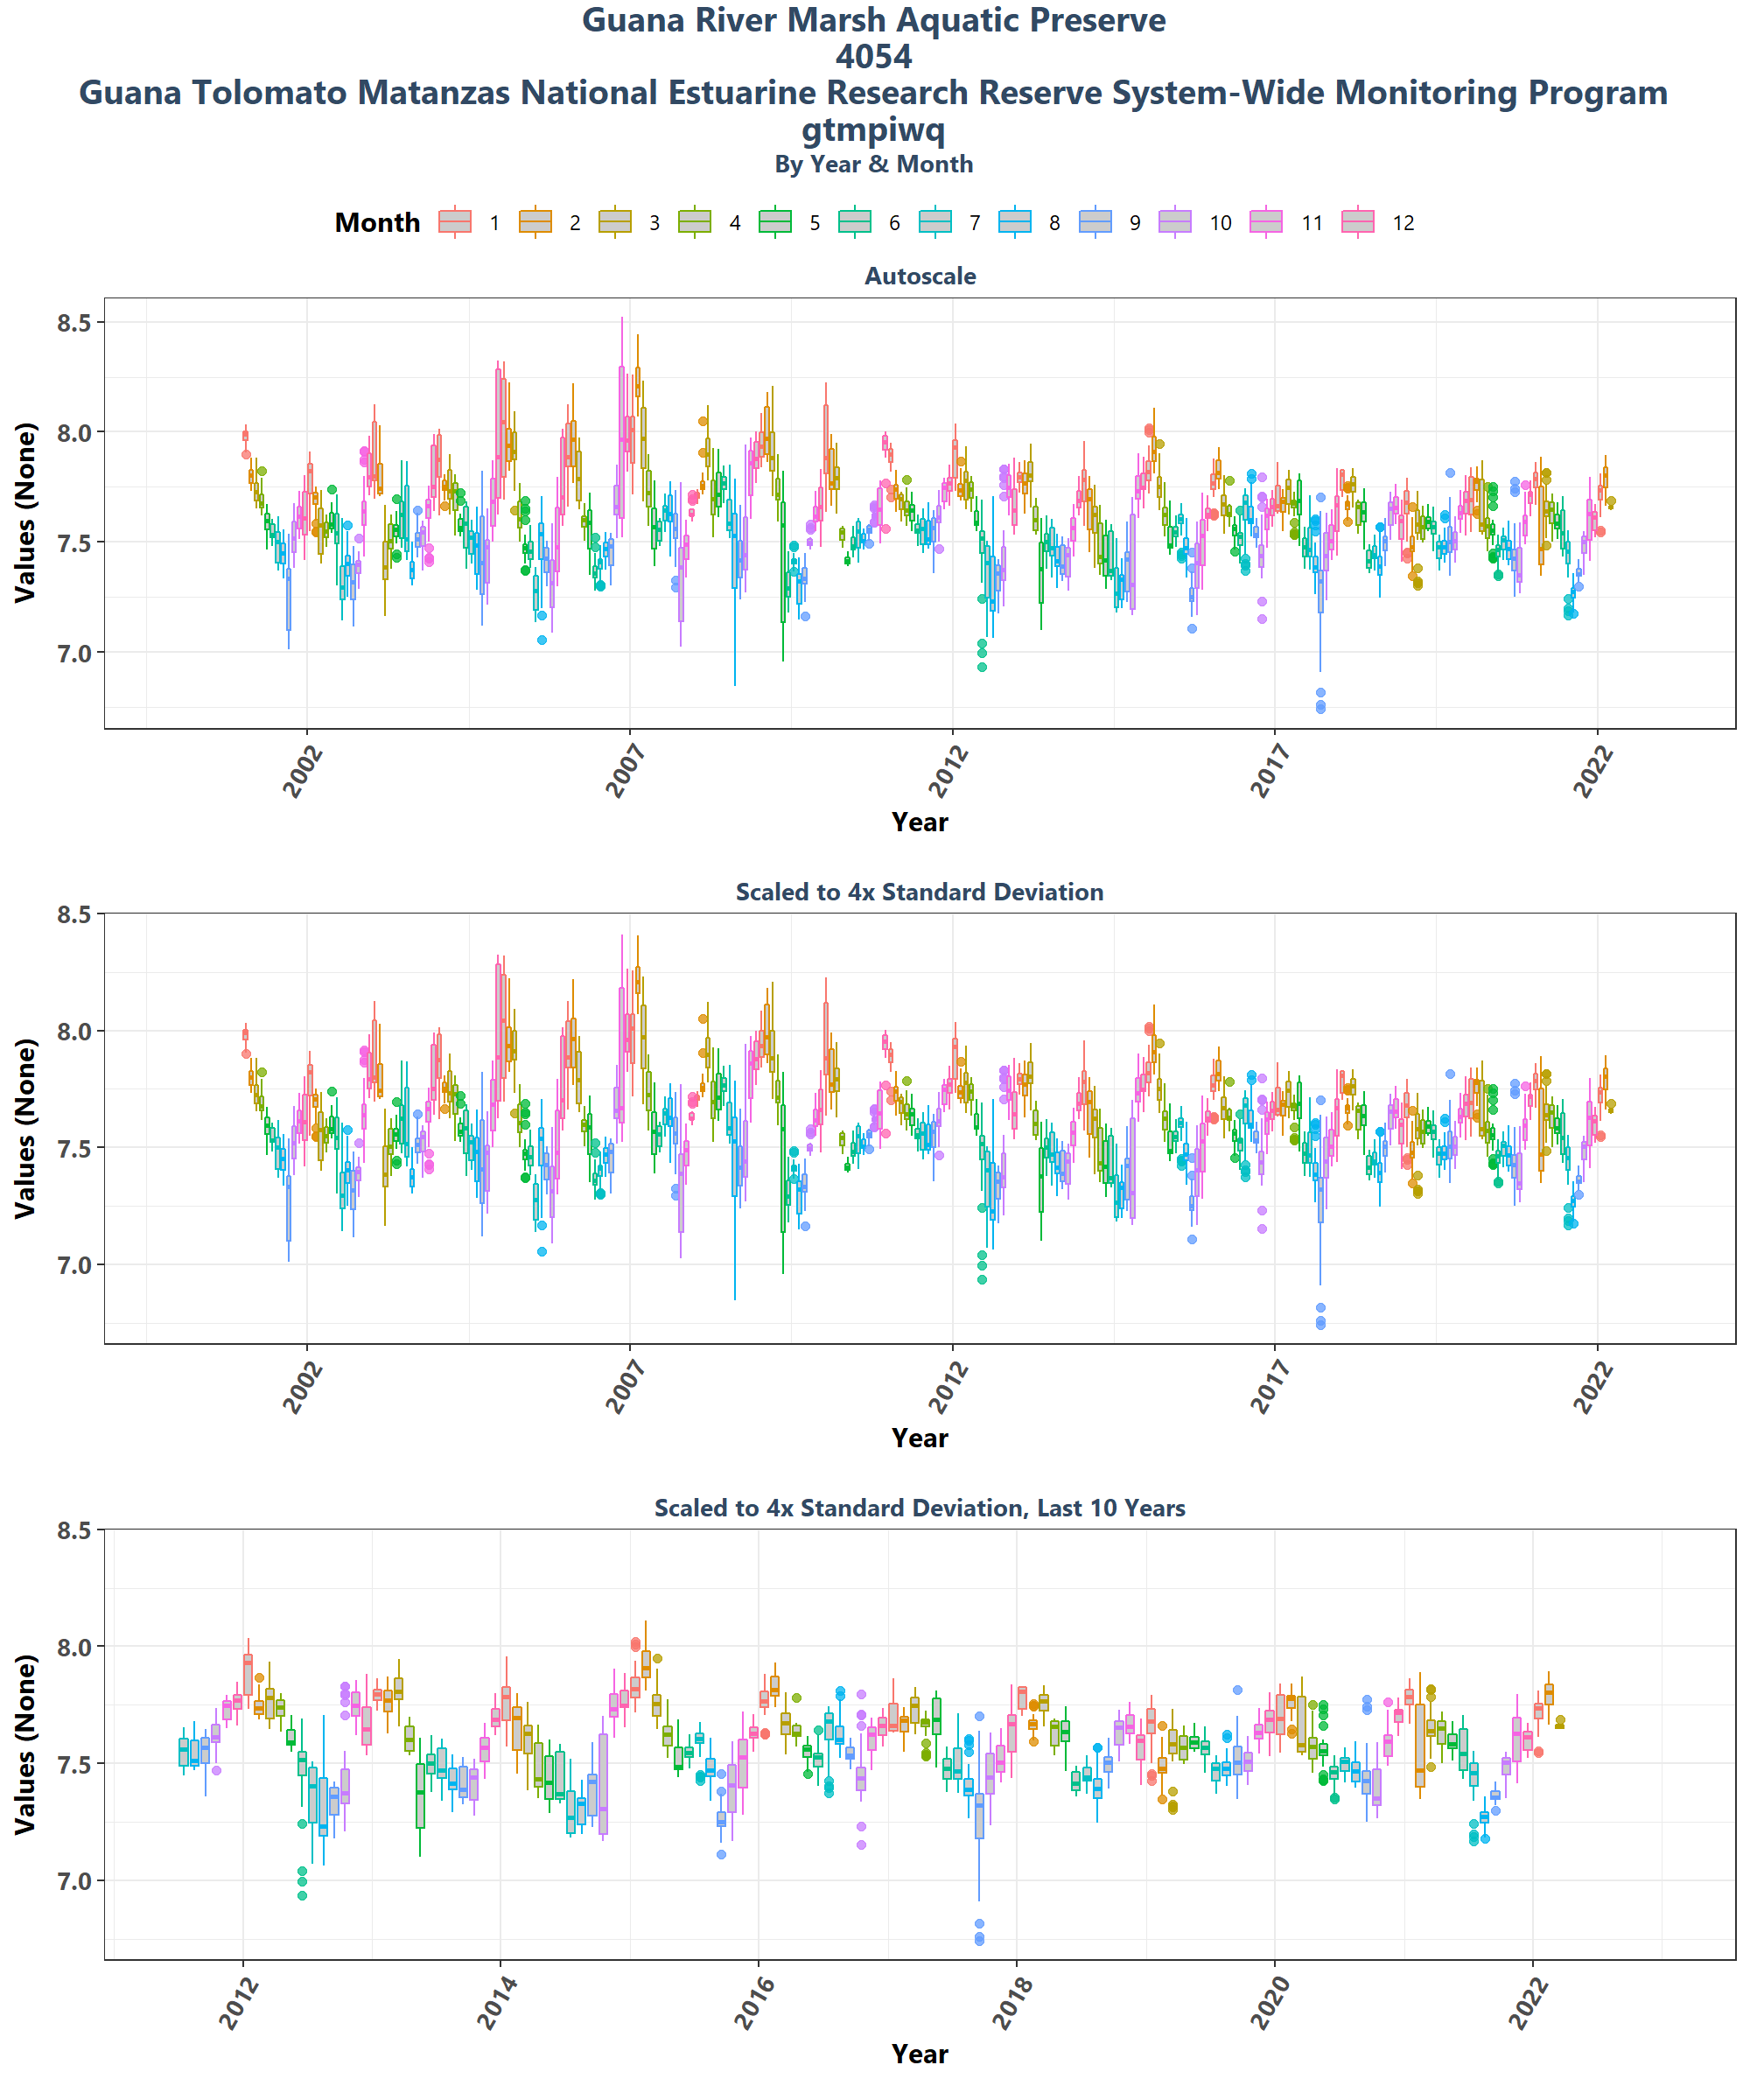 Guana River Marsh Aquatic Preserve
4054
Guana Tolomato Matanzas National Estuarine Research Reserve System-Wide Monitoring Program
gtmpiwq
By Year & Month
Month 1 2 3 4 5 6 7 8 9 10 11 12
Autoscale
Values (None)
8.5
8.0
7.5
7.0
2002 2007 2012 2017 2022
Year
Scaled to 4x Standard Deviation
Values (None)
8.5
8.0
7.5
7.0
2002 2007 2012 2017 2022
Year
Scaled to 4x Standard Deviation, Last 10 Years
Values (None)
8.5
8.0
7.5
7.0
2012 2014 2016 2018 2020 2022
Year